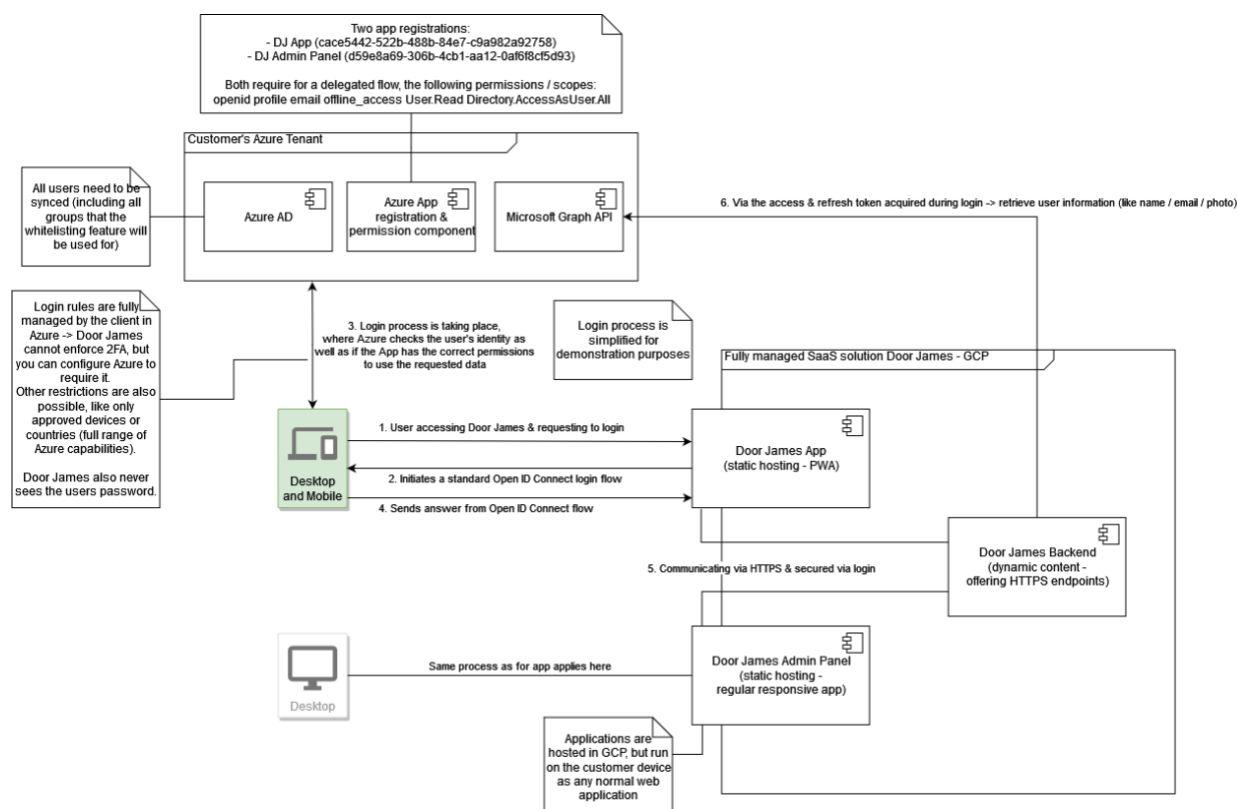 Two app registrations:
- DJ App (cace5442-522b-488b-84e7-c9a982a92758)
- DJ Admin Panel (d59e8a69-306b-4cb1-aa12-0af6f8cf5d93)
Both require for a delegated flow, the following permissions / scopes:
openid profile email offline_access User.Read Directory.AccessAsUser.All
Customer's Azure Tenant
All users need to be
synced (including all
groups that the
whitelisting feature will
be used for)
Azure AD
Azure App
registration &
permission component
Microsoft Graph API
6. Via the access & refresh token acquired during login -> retrieve user information (like name / email / photo)
Login rules are fully
managed by the client in
Azure -> Door James
cannot enforce 2FA, but
you can configure Azure to
require it.
Other restrictions are also
possible, like only
approved devices or
countries (full range of
Azure capabilities).
Door James also never
sees the users password.
3. Login process is taking place,
where Azure checks the user's identity as
well as if the App has the correct permissions
to use the requested data
Login process is
simplified for
demonstration purposes
Fully managed SaaS solution Door James - GCP
Desktop
and Mobile
1. User accessing Door James & requesting to login
2. Initiates a standard Open ID Connect login flow
4. Sends answer from Open ID Connect flow
Door James App
(static hosting - PWA)
Door James Backend
(dynamic content -
offering HTTPS endpoints)
5. Communicating via HTTPS & secured via login
Desktop
Same process as for app applies here
Door James Admin Panel
(static hosting -
regular responsive app)
Applications are
hosted in GCP, but run
on the customer device
as any normal web
application